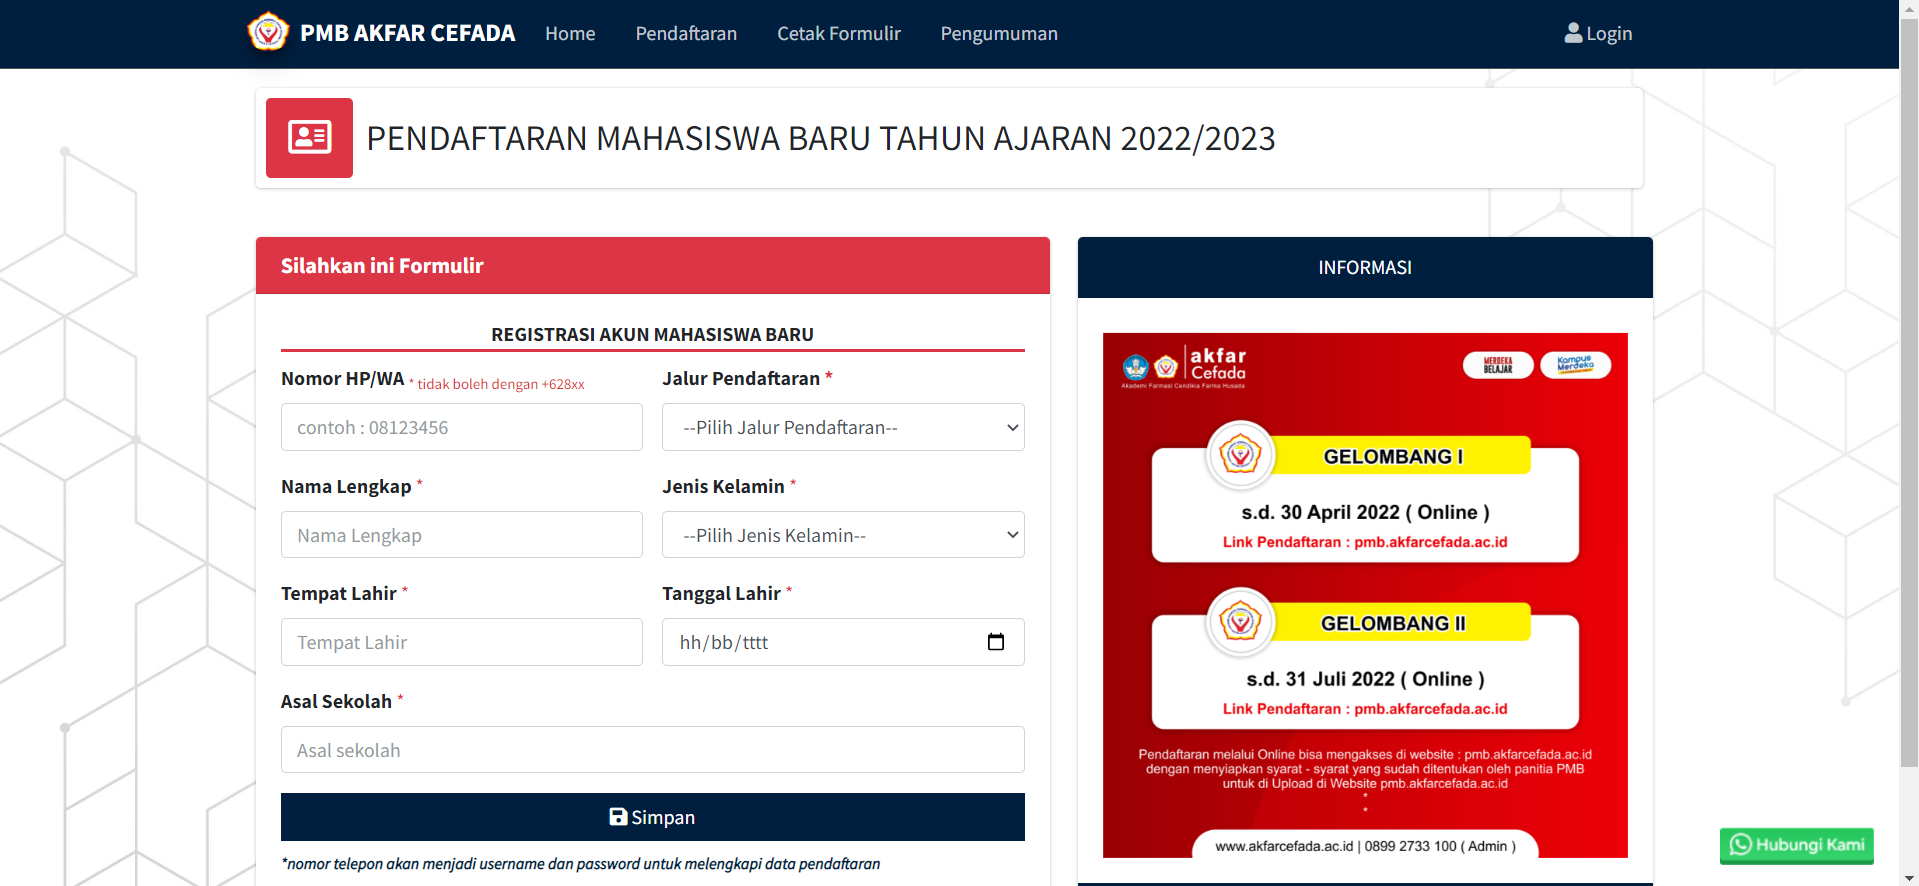 PMB AKFAR CEFADA Home Pendaftaran Cetak Formulir Pengumuman Login
PENDAFTARAN MAHASISWA BARU TAHUN AJARAN 2022/2023
Silahkan ini Formulir
REGISTRASI AKUN MAHASISWA BARU
Nomor HP/WA * tidak boleh dengan +628xx
contoh : 08123456
Jalur Pendaftaran *
--Pilih Jalur Pendaftaran--
Nama Lengkap *
Nama Lengkap
Jenis Kelamin *
--Pilih Jenis Kelamin--
Tempat Lahir *
Tempat Lahir
Tanggal Lahir *
hh/bb/tttt
Asal Sekolah *
Asal sekolah
Simpan
*nomor telepon akan menjadi username dan password untuk melengkapi data pendaftaran
INFORMASI
akfar
Cefada
Akademi Farmasi Cendikia Farma Husada
MERDEKA
BELAJAR
Kampus
Merdeka
GELOMBANG I
s.d. 30 April 2022 ( Online )
Link Pendaftaran : pmb.akfarcefada.ac.id
GELOMBANG II
s.d. 31 Juli 2022 ( Online )
Link Pendaftaran : pmb.akfarcefada.ac.id
Pendaftaran melalui Online bisa mengakses di website : pmb.akfarcefada.ac.id
dengan menyiapkan syarat - syarat yang sudah ditentukan oleh panitia PMB
untuk di Upload di Website pmb.akfarcefada.ac.id
*
*
www.akfarcefada.ac.id | 0899 2733 100 ( Admin )
Hubungi Kami